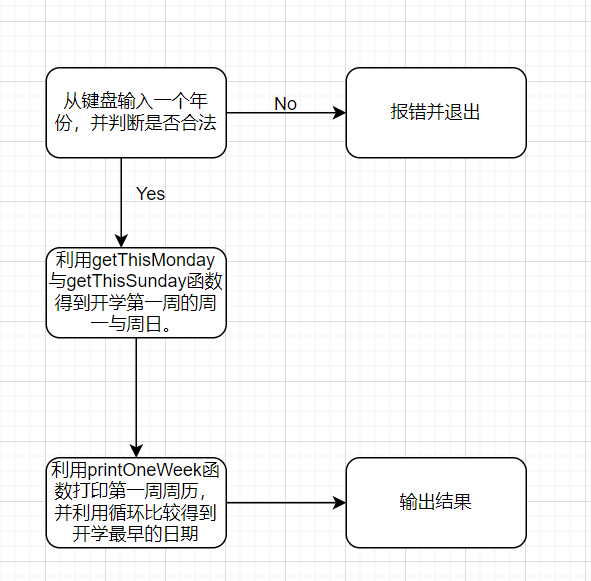 从键盘输入一个年
份，并判断是否合法
No
报错并退出
Yes
利用getThisMonday
与getThisSunday函数
得到开学第一周的周
一与周日。
利用printOneWeek函
数打印第一周周历，
并利用循环比较得到
开学最早的日期
输出结果